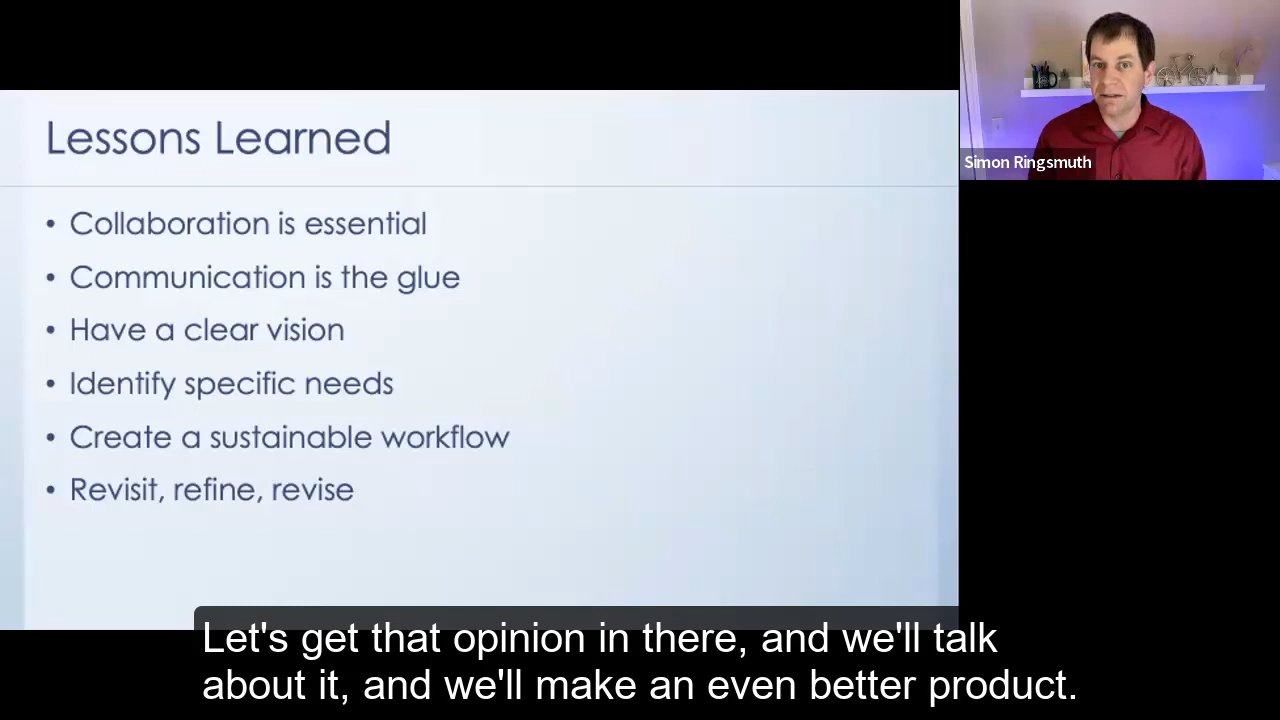 Lessons Learned
• Collaboration is essential
• Communication is the glue
• Have a clear vision
• Identify specific needs
• Create a sustainable workflow
• Revisit, refine, revise
Simon Ringsmuth
Let's get that opinion in there, and we'll talk
about it, and we'll make an even better product.